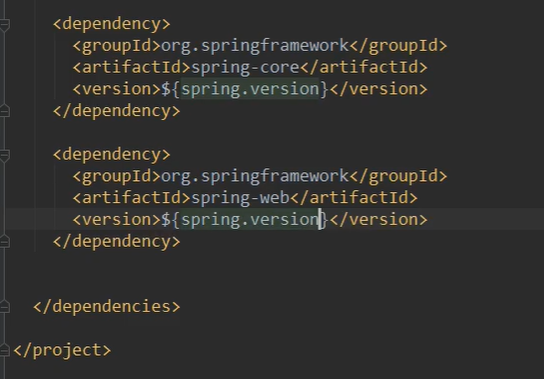 <dependency>
<groupId>org.springframework</groupId>
<artifactId>spring-core</artifactId>
<version>${spring.version}</version>
</dependency>
<dependency>
<groupId>org.springframework</groupId>
<artifactId>spring-web</artifactId>
<version>${spring.version}</version>
</dependency>
</dependencies>
</project>